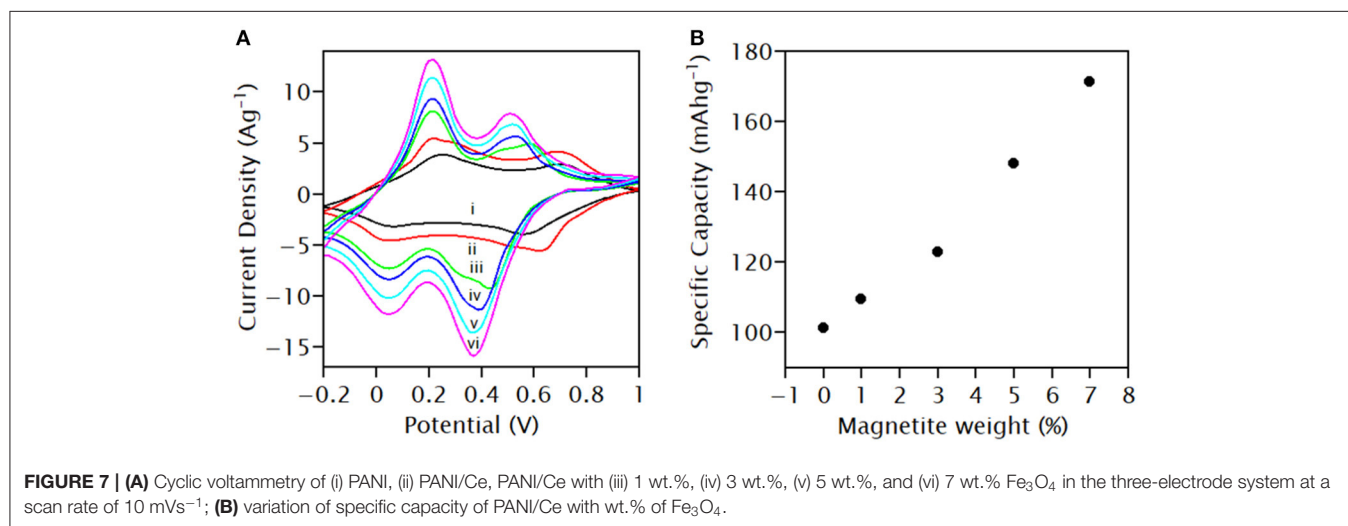 A
Current Density (Ag⁻¹)
10
5
0
−5
−10
−15
i
ii
iii
iv
v
vi
−0.2 0 0.2 0.4 0.6 0.8 1
Potential (V)
B
Specific Capacity (mAhg⁻¹)
180
160
140
120
100
−1 0 1 2 3 4 5 6 7 8
Magnetite weight (%)
FIGURE 7 | (A) Cyclic voltammetry of (i) PANI, (ii) PANI/Ce, PANI/Ce with (iii) 1 wt.%, (iv) 3 wt.%, (v) 5 wt.%, and (vi) 7 wt.% Fe₃O₄ in the three-electrode system at a
scan rate of 10 mVs⁻¹; (B) variation of specific capacity of PANI/Ce with wt.% of Fe₃O₄.